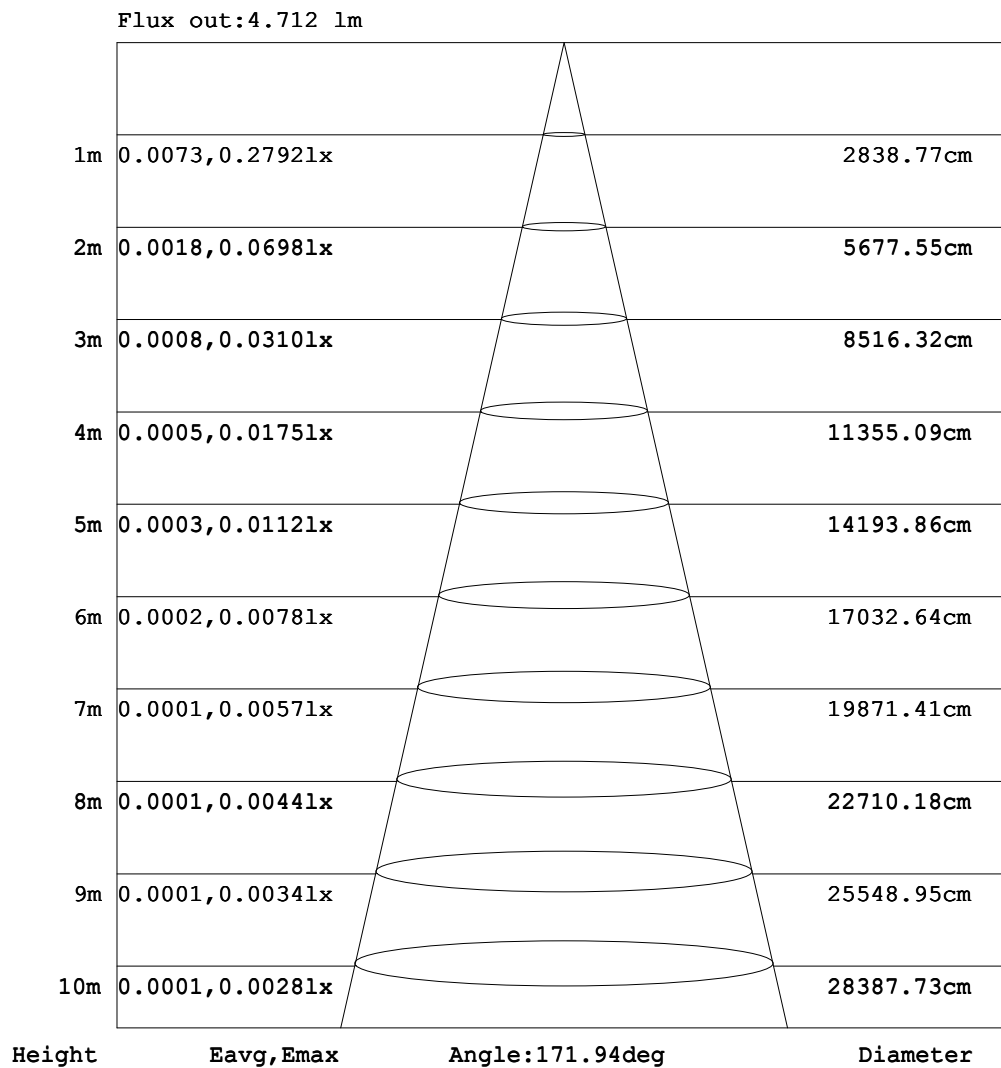 Flux out:4.712 lm
1m 0.0073,0.2792lx 2838.77cm
2m 0.0018,0.0698lx 5677.55cm
3m 0.0008,0.0310lx 8516.32cm
4m 0.0005,0.0175lx 11355.09cm
5m 0.0003,0.0112lx 14193.86cm
6m 0.0002,0.0078lx 17032.64cm
7m 0.0001,0.0057lx 19871.41cm
8m 0.0001,0.0044lx 22710.18cm
9m 0.0001,0.0034lx 25548.95cm
10m 0.0001,0.0028lx 28387.73cm
Height Eavg,Emax Angle:171.94deg Diameter